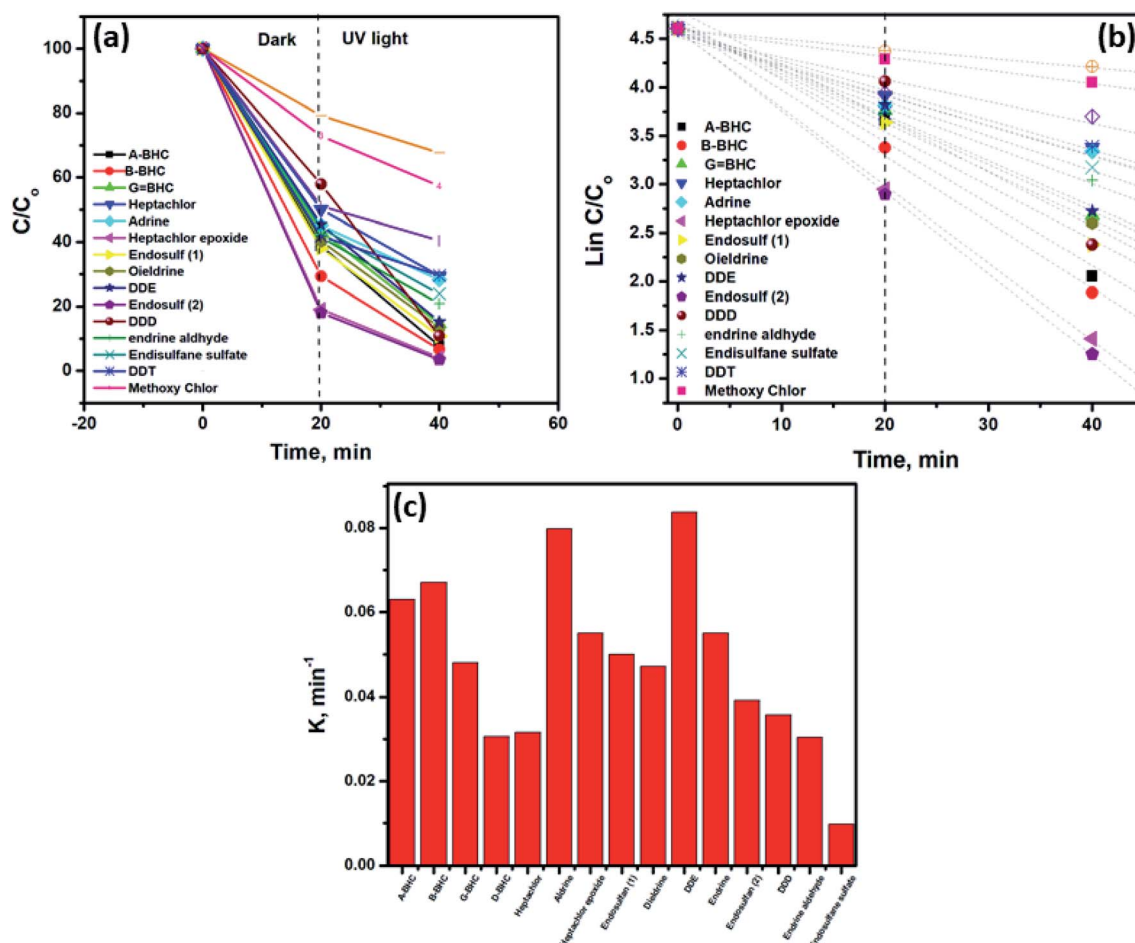 (a)
Dark
UV light
100
80
60
40
20
0
C/Co
A-BHC
B-BHC
G=BHC
Heptachlor
Adrine
Heptachlor epoxide
Endosulf (1)
Oieldrine
DDE
Endosulf (2)
DDD
endrine aldhyde
Endisulfane sulfate
DDT
Methoxy Chlor
-20
0
20
40
60
Time, min
(b)
4.5
4.0
3.5
3.0
2.5
2.0
1.5
1.0
Lin C/Co
A-BHC
B-BHC
G=BHC
Heptachlor
Adrine
Heptachlor epoxide
Endosulf (1)
Oieldrine
DDE
Endosulf (2)
DDD
endrine aldhyde
Endisulfane sulfate
DDT
Methoxy Chlor
0
10
20
30
40
Time, min
(c)
0.08
0.06
0.04
0.02
0.00
K, min-1
A-BHC
B-BHC
G-BHC
D-BHC
Heptachlor
Aldrine
Heptachlor epoxide
Endosulfan (1)
Dieldrine
DDE
Endrine
Endosulfan (2)
DDD
Endrine aldehyde
Endosulfane sulfate